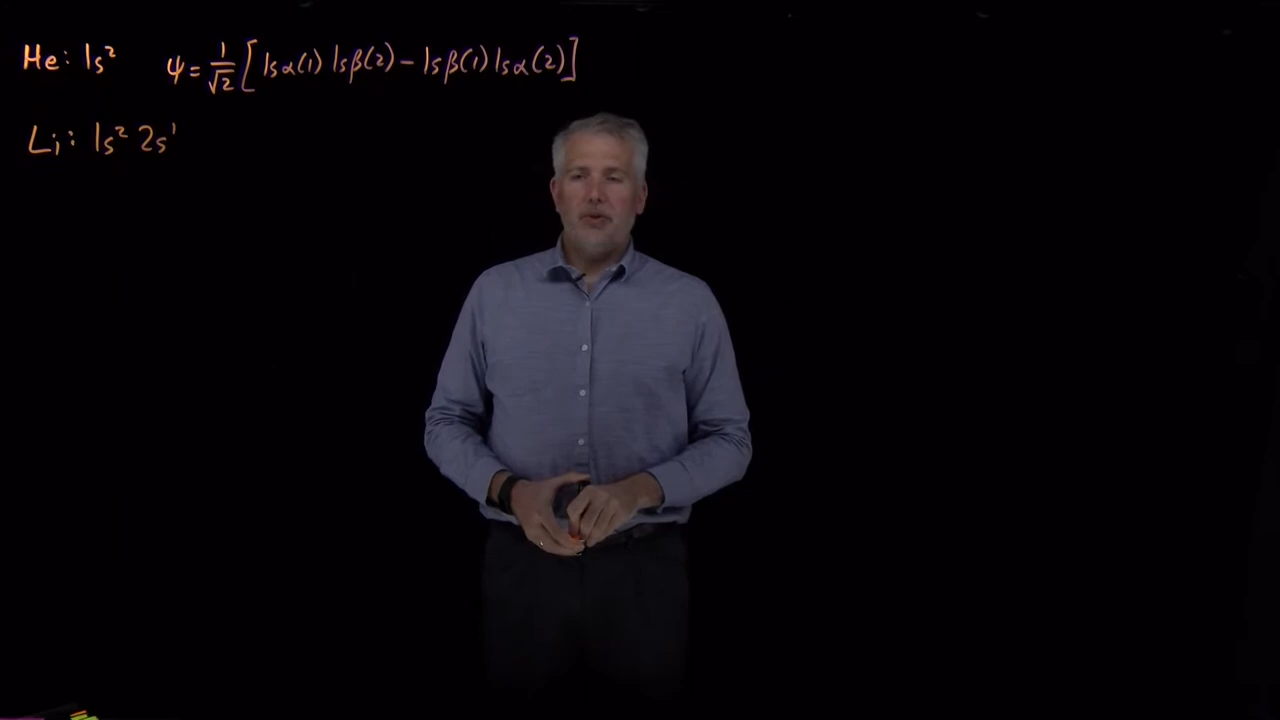 He: 1s² ψ = 1/√2 [1sα(1) 1sβ(2) − 1sβ(1) 1sα(2)]
Li: 1s² 2s¹